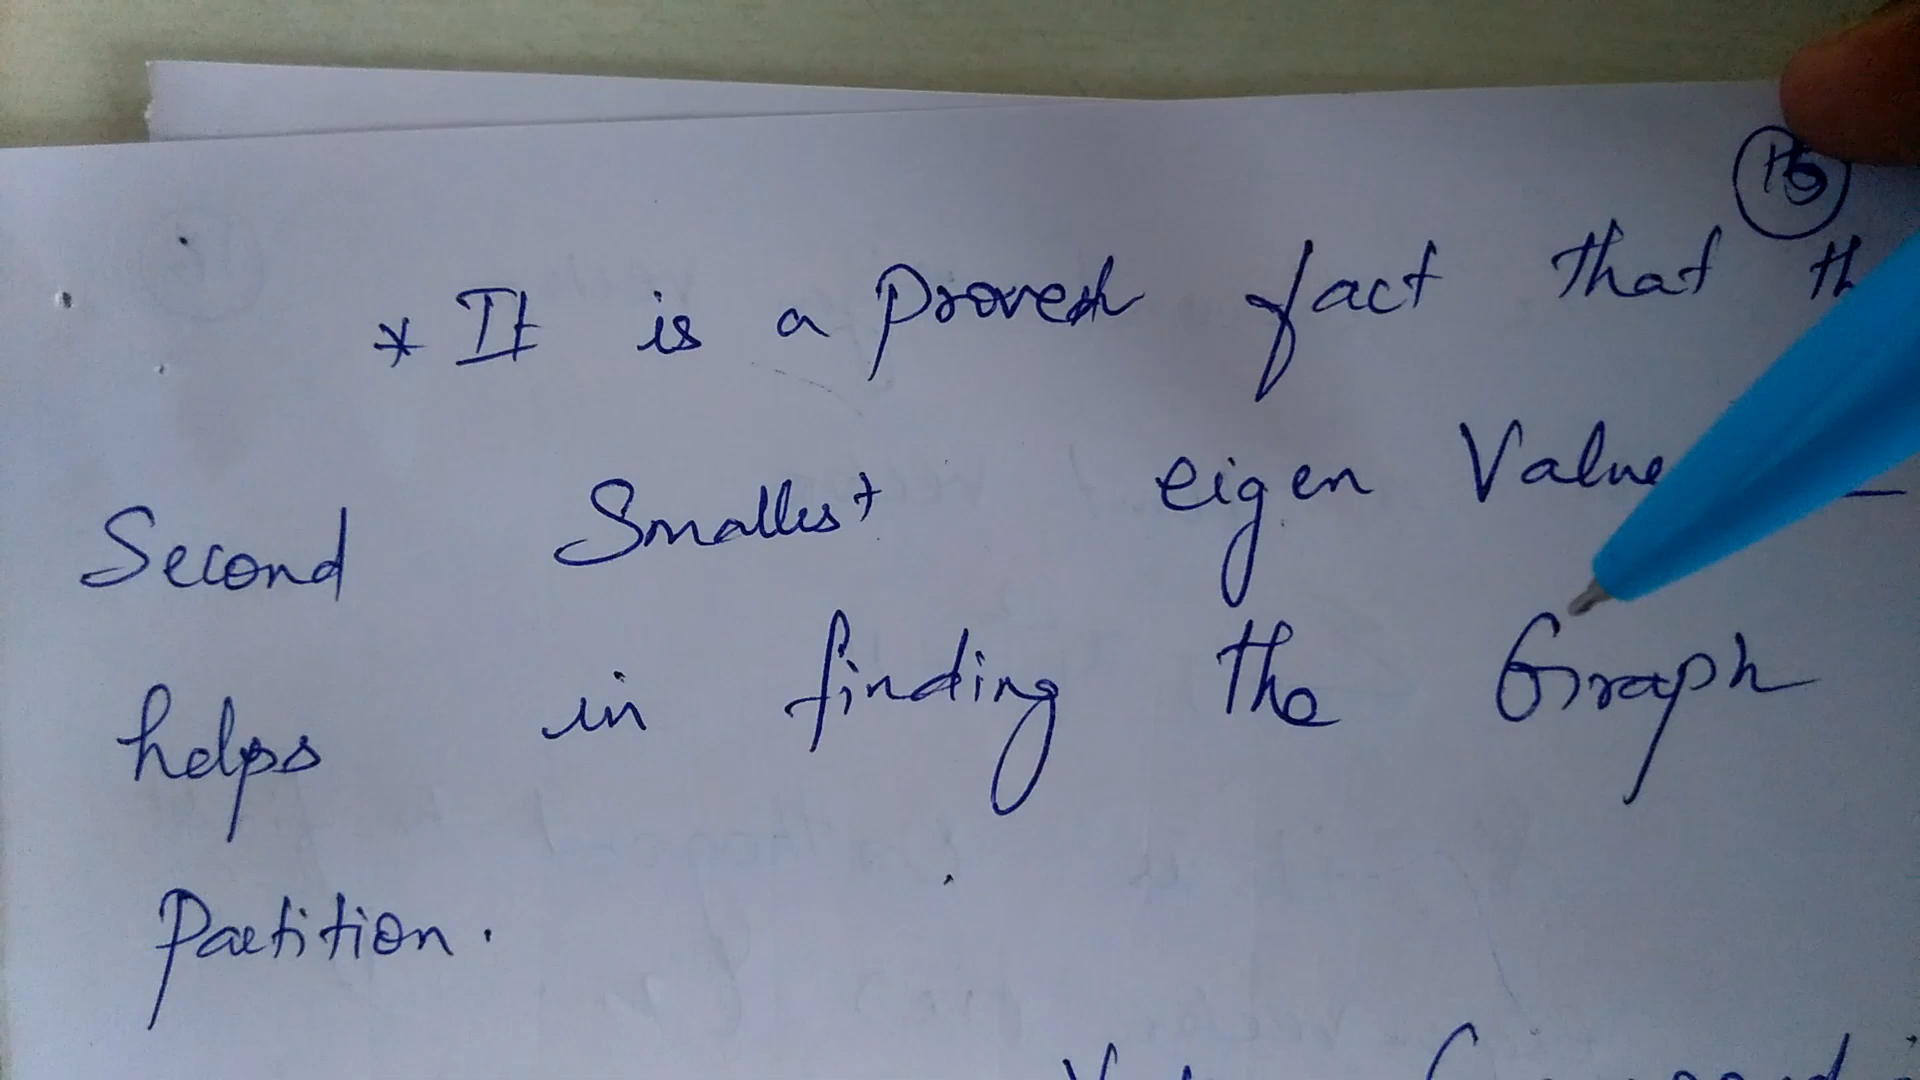 15
* It is a Proved fact that th
Second Smallest eigen Value
helps in finding the Graph
Partition.